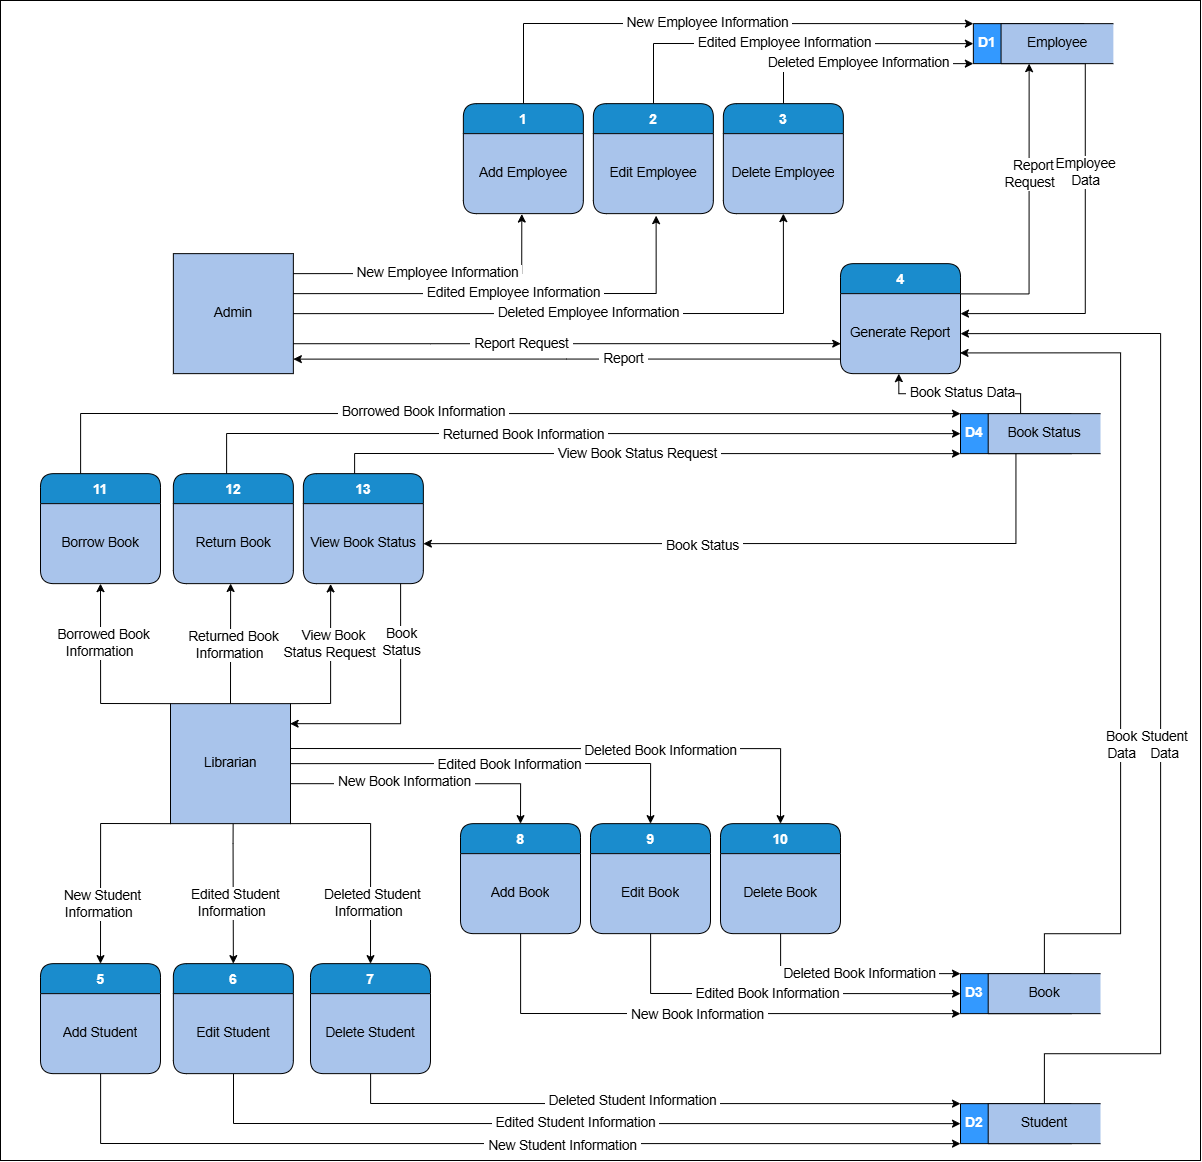 New Employee Information
Edited Employee Information
Deleted Employee Information
D1
Employee
1
Add Employee
2
Edit Employee
3
Delete Employee
Report
Request
Employee
Data
Admin
New Employee Information
Edited Employee Information
Deleted Employee Information
Report Request
Report
4
Generate Report
Book Status Data
Borrowed Book Information
Returned Book Information
View Book Status Request
D4
Book Status
11
Borrow Book
12
Return Book
13
View Book Status
Book Status
Borrowed Book
Information
Returned Book
Information
View Book
Status Request
Book
Status
Librarian
Deleted Book Information
Edited Book Information
New Book Information
Book
Data
Student
Data
8
Add Book
9
Edit Book
10
Delete Book
New Student
Information
Edited Student
Information
Deleted Student
Information
5
Add Student
6
Edit Student
7
Delete Student
Deleted Book Information
Edited Book Information
New Book Information
D3
Book
Deleted Student Information
Edited Student Information
New Student Information
D2
Student